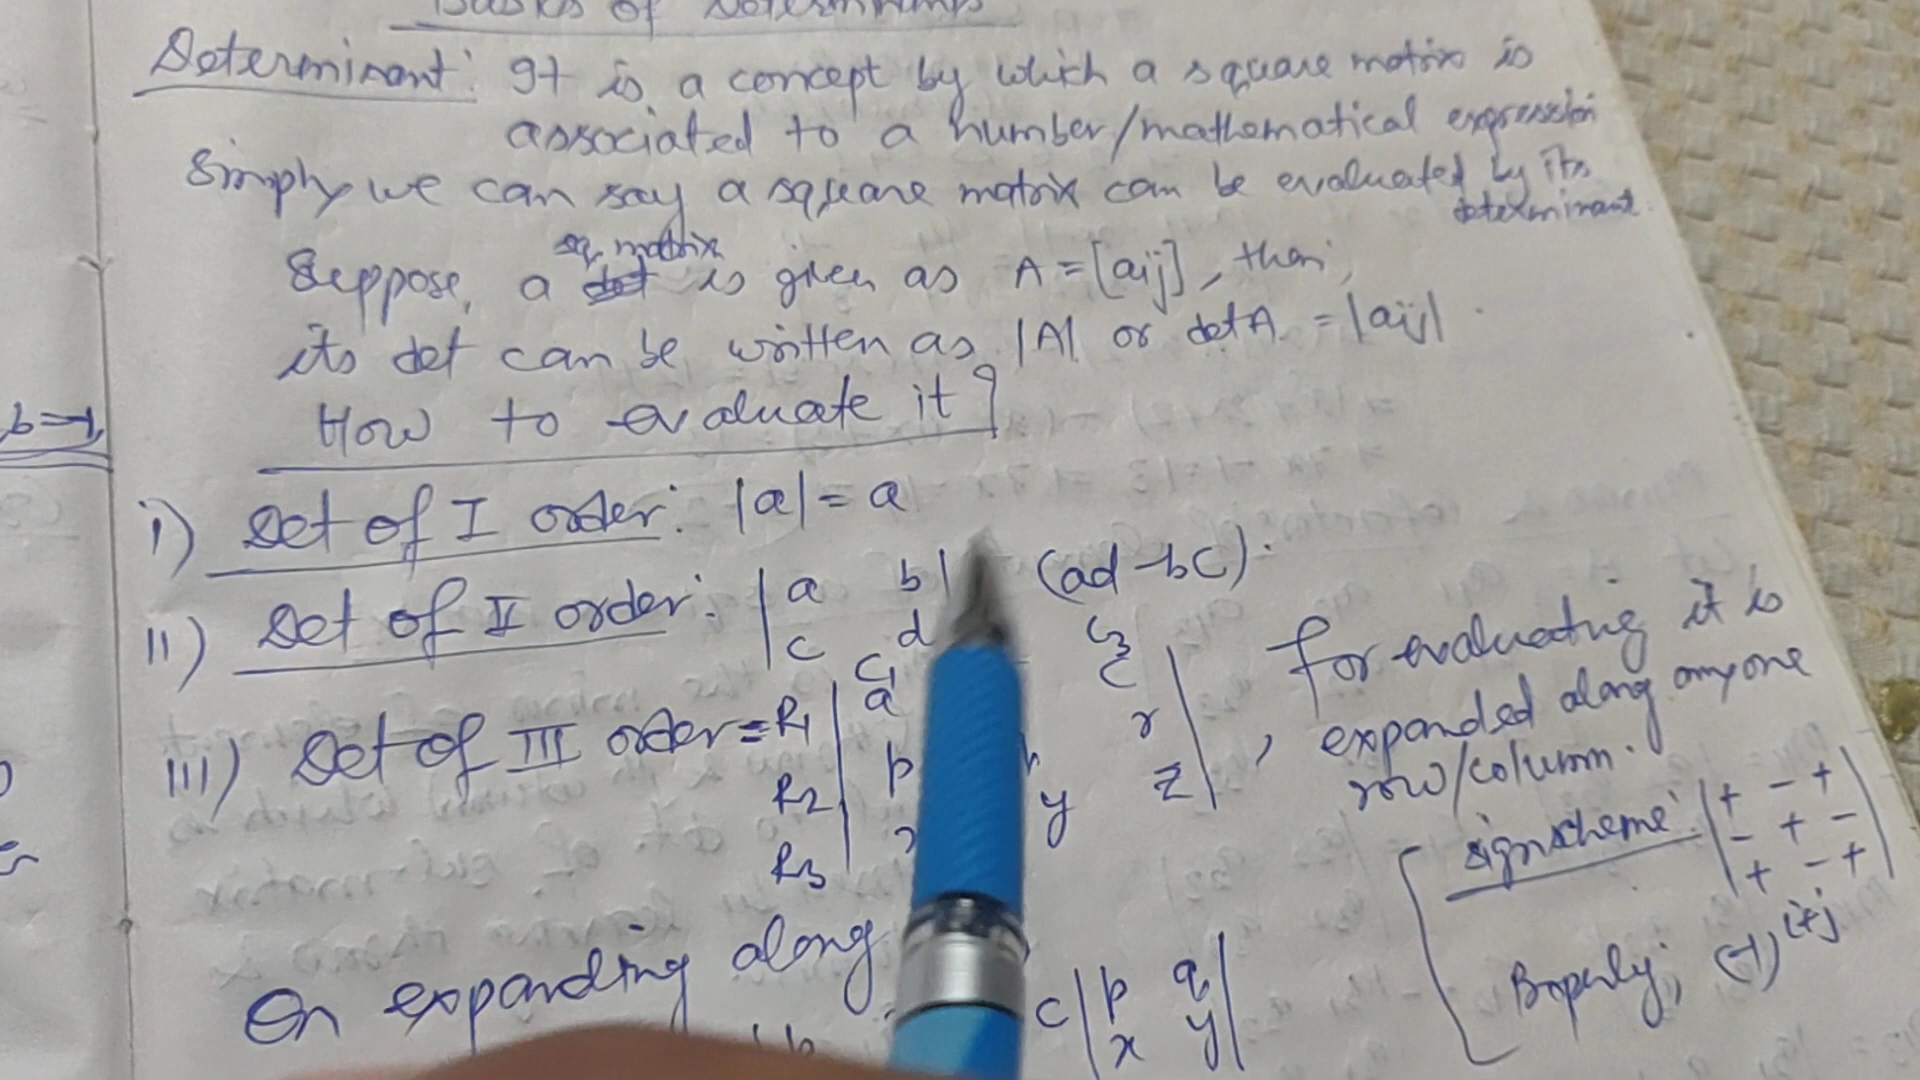 Basics of Determinants
Determinant: It is a concept by which a square matrix is
associated to a number/mathematical expression
Simply we can say a square matrix can be evaluated by its
determinant.
sq. matrix
Suppose, a det is given as A = [aij], then,
its det can be written as |A| or det A = |aij|.
How to evaluate it?
i) Det of I order: |a| = a
ii) Det of II order: | a b | (ad - bc).
c d
C1 C3
iii) Det of III order = R1 | a c |, For evaluating it is
R2 | p r | expanded along any one
R3 y z | row/column.
sign scheme: | + - + |
| - + - |
| + - + |
Properly; (-1)^i+j
On expanding along
c | p q |
| x y |